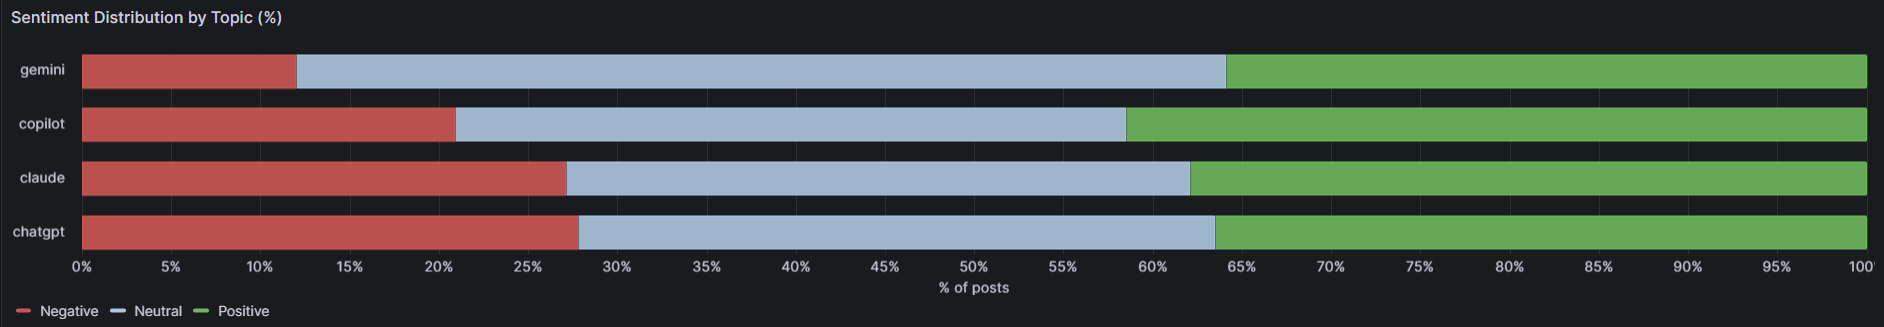 Sentiment Distribution by Topic (%)
gemini
copilot
claude
chatgpt
0% 5% 10% 15% 20% 25% 30% 35% 40% 45% 50% 55% 60% 65% 70% 75% 80% 85% 90% 95% 100
% of posts
Negative Neutral Positive